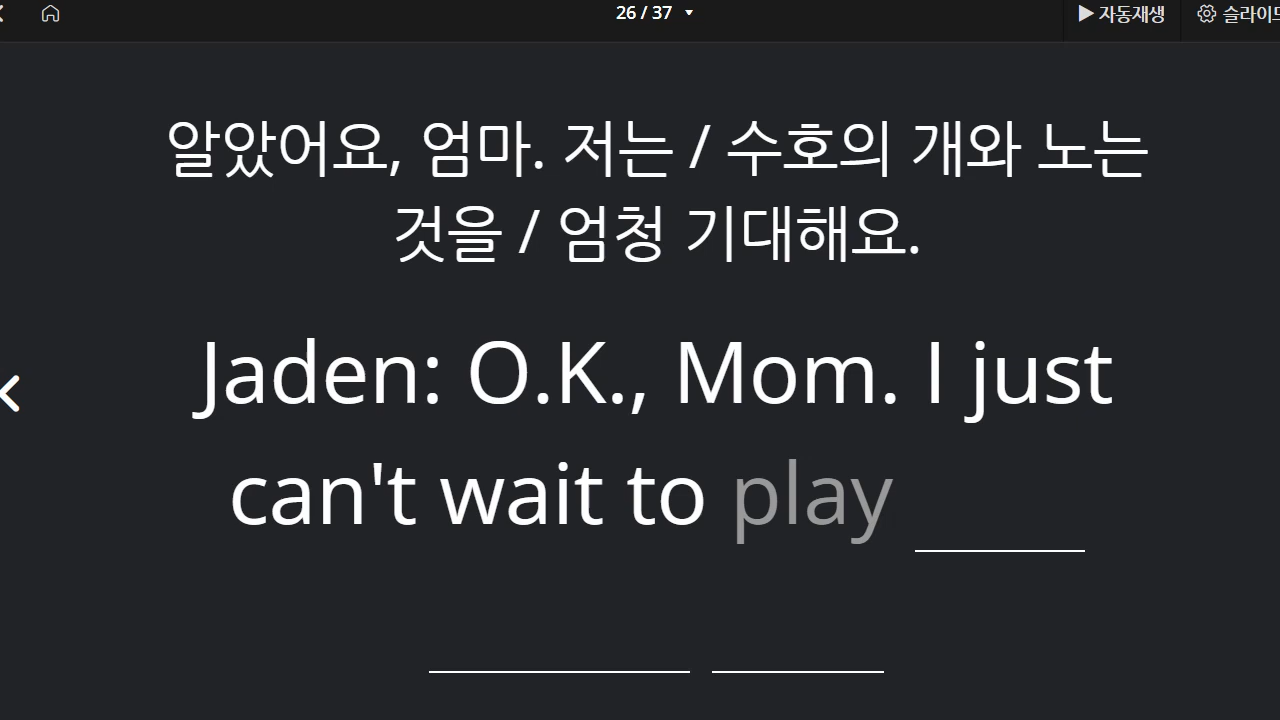 26 / 37
▶ 자동재생
슬라이드
알았어요, 엄마. 저는 / 수호의 개와 노는
것을 / 엄청 기대해요.
Jaden: O.K., Mom. I just
can't wait to play